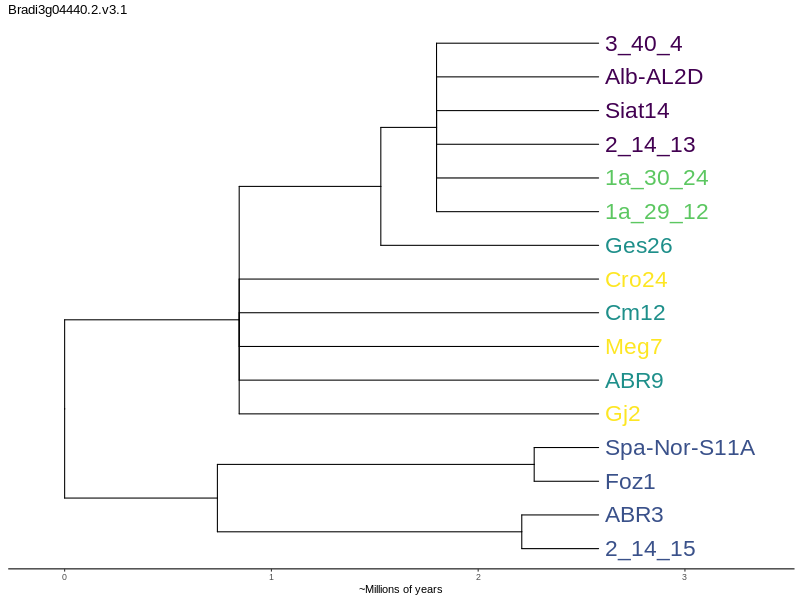 Bradi3g04440.2.v3.1
3_40_4
Alb-AL2D
Siat14
2_14_13
1a_30_24
1a_29_12
Ges26
Cro24
Cm12
Meg7
ABR9
Gj2
Spa-Nor-S11A
Foz1
ABR3
2_14_15
0 1 2 3
~Millions of years